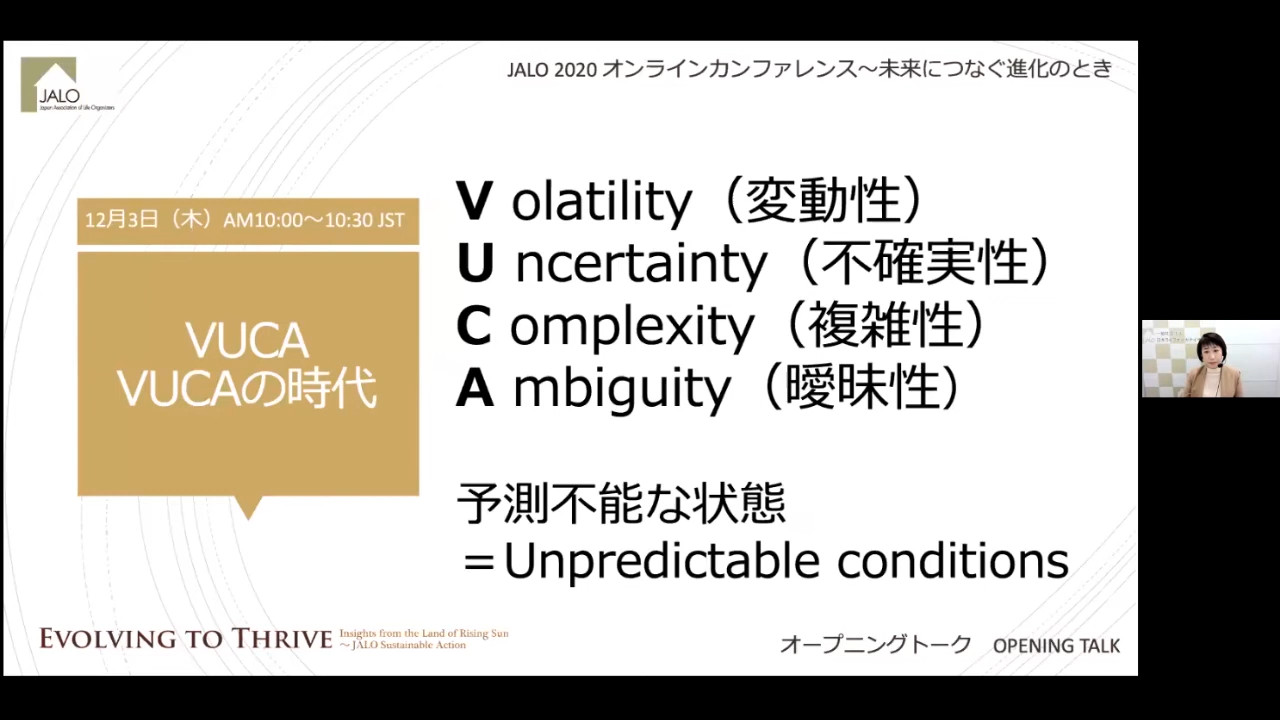 JALO
Japan Association of Life Organizers
JALO 2020 オンラインカンファレンス～未来につなぐ進化のとき
12月3日（木）AM10:00～10:30 JST
VUCA
VUCAの時代
V olatility（変動性）
U ncertainty（不確実性）
C omplexity（複雑性）
A mbiguity（曖昧性）
予測不能な状態
＝Unpredictable conditions
EVOLVING TO THRIVE
Insights from the Land of Rising Sun
～JALO Sustainable Action
オープニングトーク　OPENING TALK